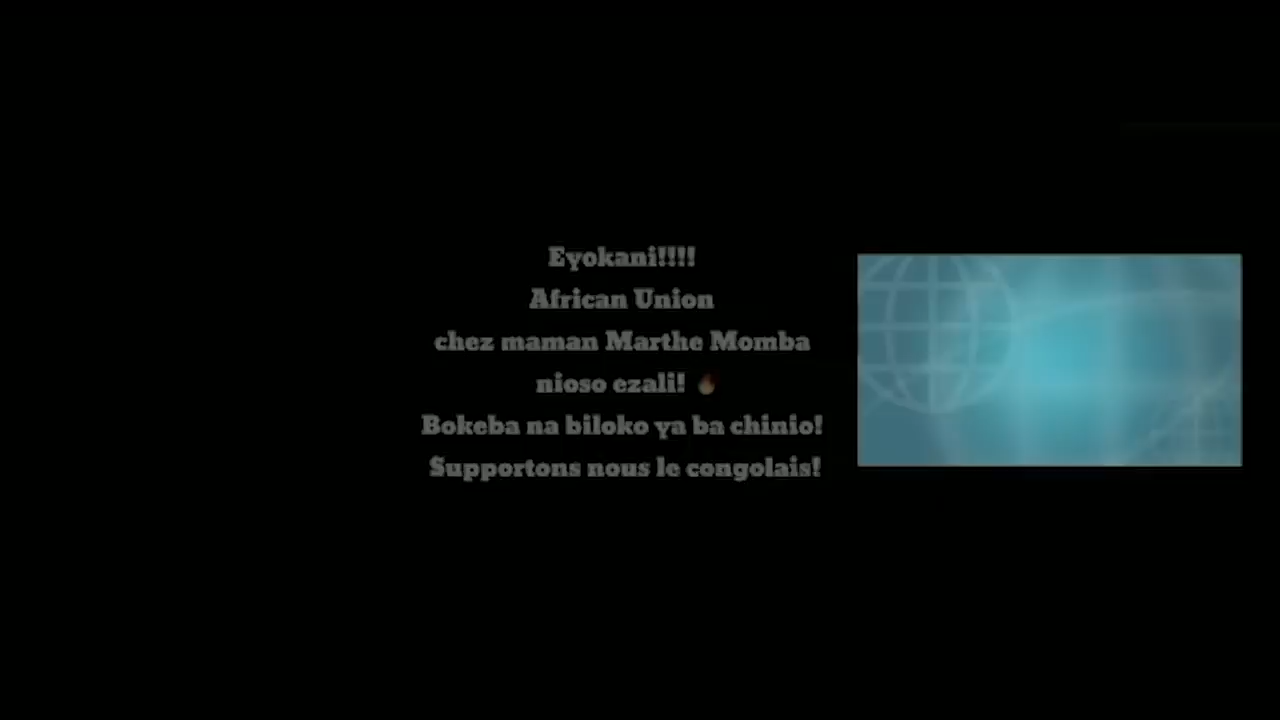 Eyokani!!!!
African Union
chez maman Marthe Momba
nioso ezali! 🔥
Bokeba na biloko ya ba chinio!
Supportons nous le congolais!